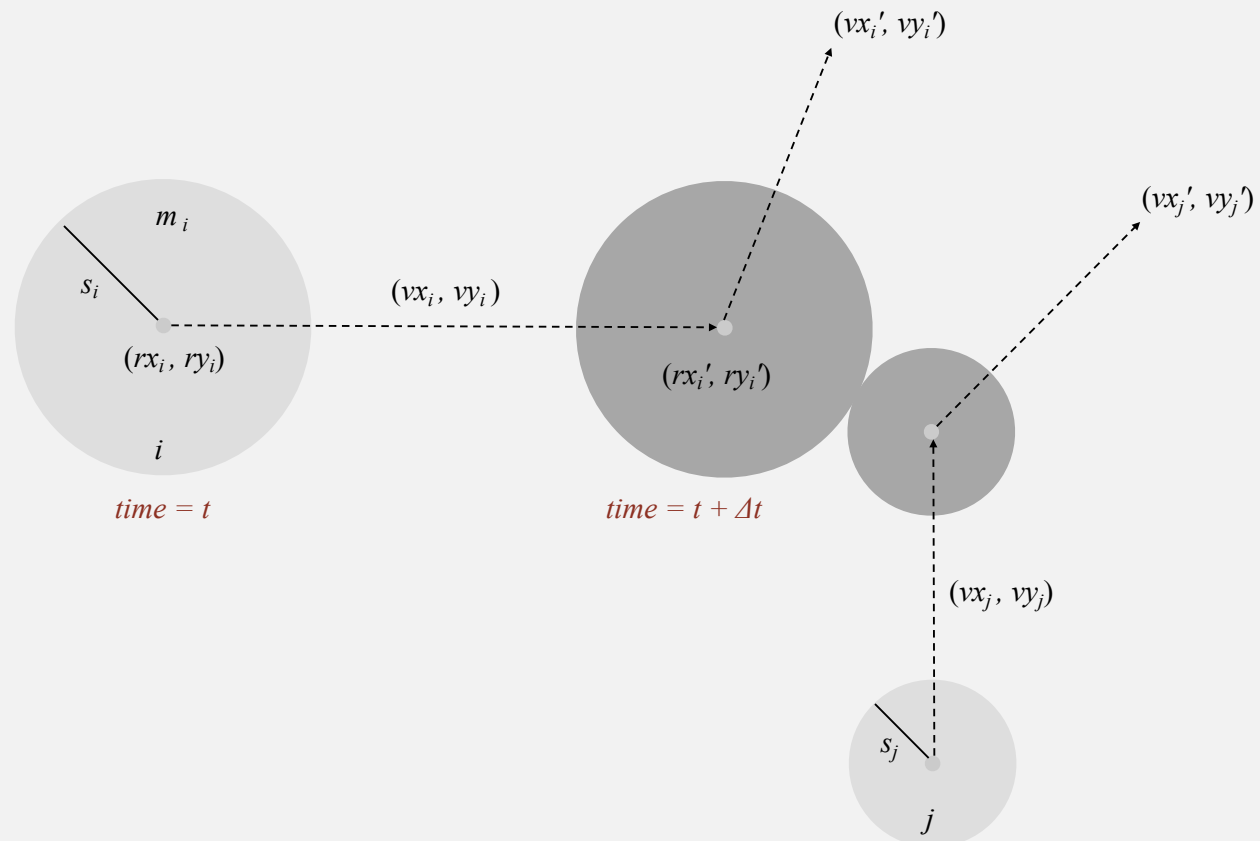 (vxᵢ′, vyᵢ′)
(vxⱼ′, vyⱼ′)
mᵢ
sᵢ
(vxᵢ, vyᵢ)
(rxᵢ, ryᵢ)
(rxᵢ′, ryᵢ′)
i
time = t
time = t + Δt
(vxⱼ, vyⱼ)
sⱼ
j